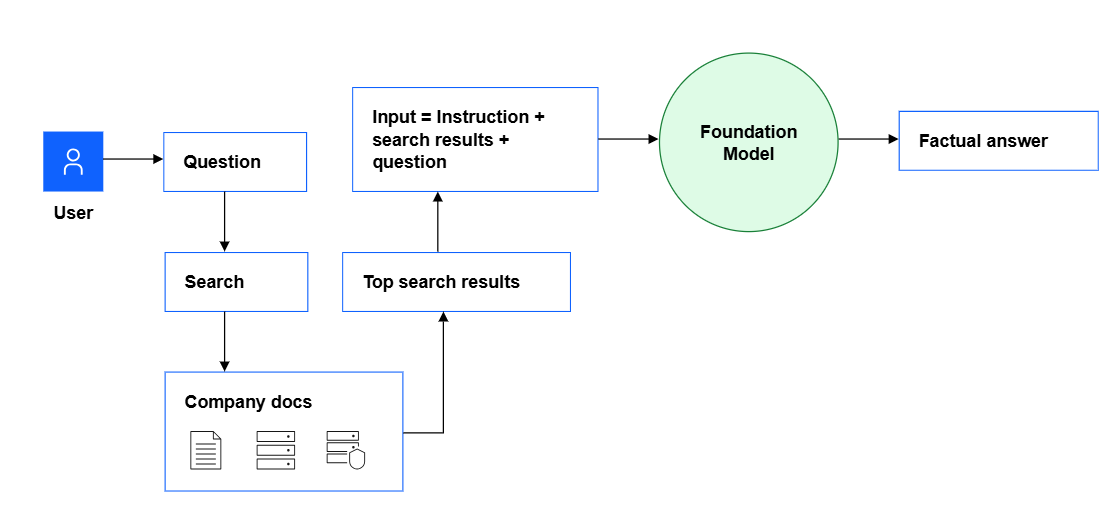 User
Question
Search
Company docs
Top search results
Input = Instruction +
search results +
question
Foundation
Model
Factual answer